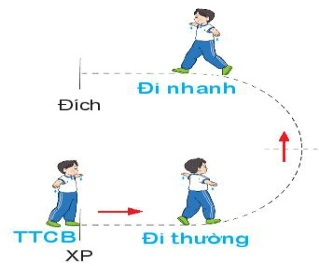 Đi nhanh
Đích
TTCB
Đi thường
XP